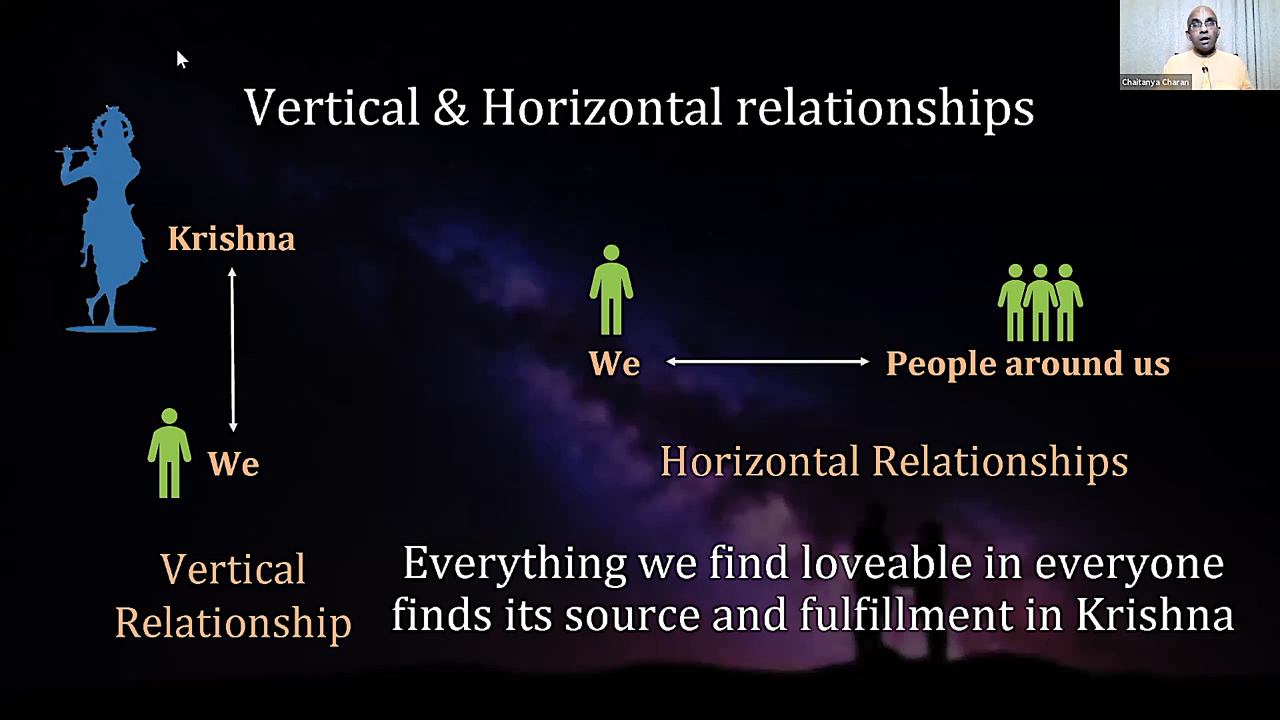 Chaitanya Charan
Vertical & Horizontal relationships
Krishna
We
Vertical
Relationship
We
People around us
Horizontal Relationships
Everything we find loveable in everyone
finds its source and fulfillment in Krishna